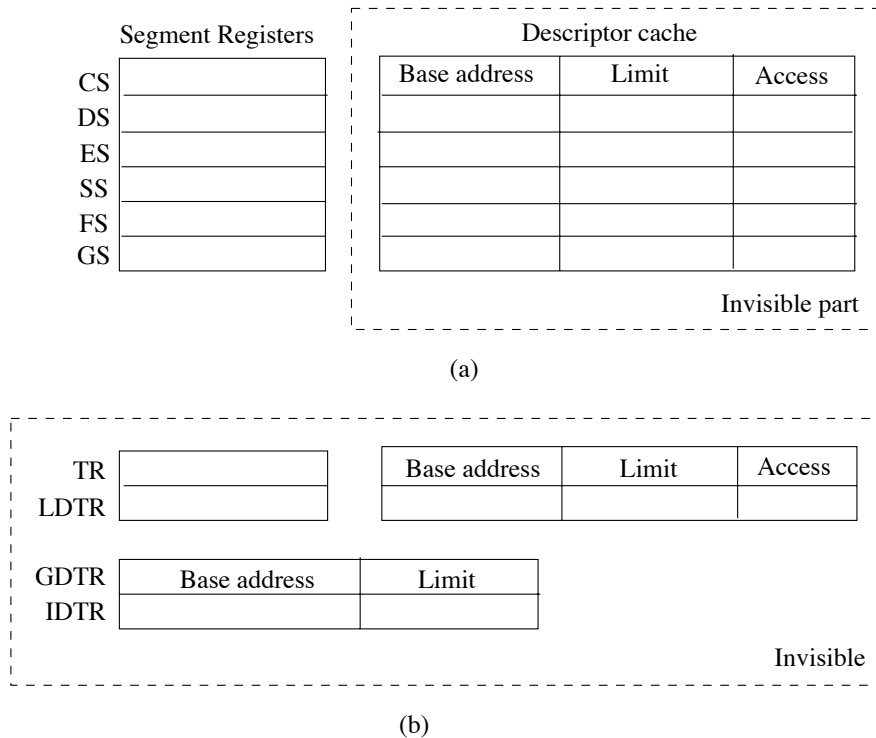 Segment Registers
Descriptor cache
CS
Base address Limit Access
DS
ES
SS
FS
GS
Invisible part
(a)
TR
Base address Limit Access
LDTR
GDTR
Base address Limit
IDTR
Invisible
(b)